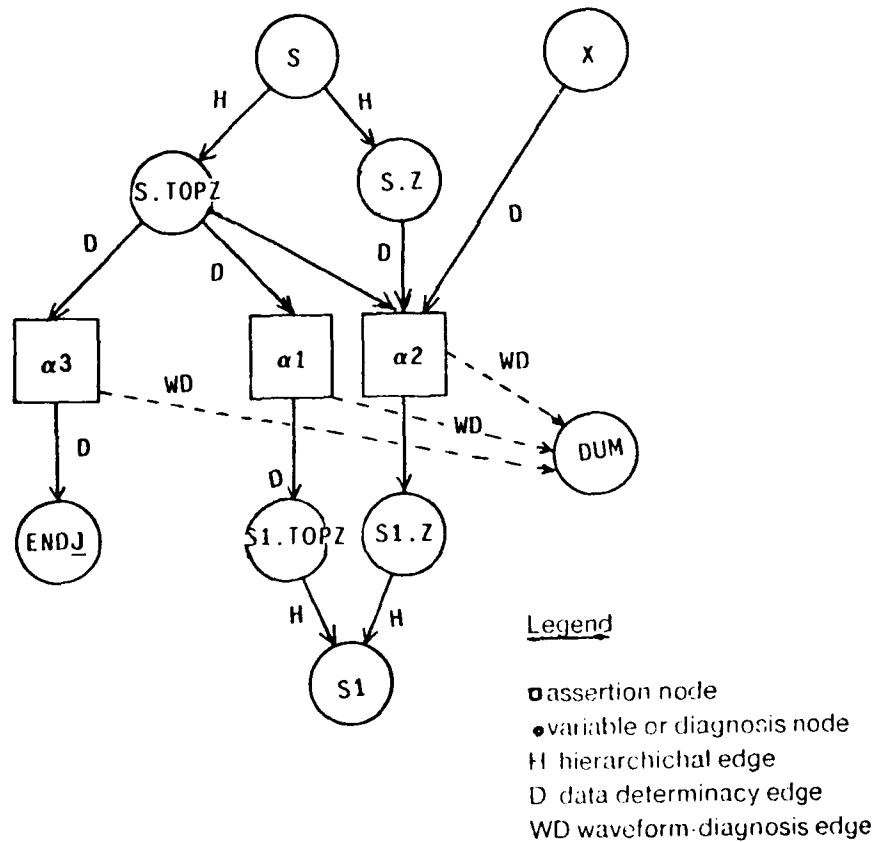 S
X
H
H
S.TOPZ
S.Z
D
D
D
D
α3
α1
α2
WD
WD
WD
DUM
D
D
ENDJ
S1.TOPZ
S1.Z
H
H
S1
Legend
assertion node
variable or diagnosis node
H hierarchichal edge
D data determinacy edge
WD waveform-diagnosis edge